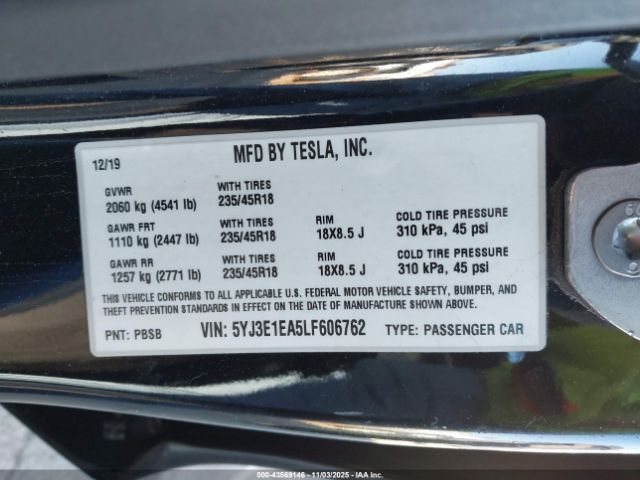 12/19
MFD BY TESLA, INC.
GVWR
2060 kg (4541 lb)
WITH TIRES
235/45R18
GAWR FRT
1110 kg (2447 lb)
WITH TIRES
235/45R18
RIM
18X8.5 J
COLD TIRE PRESSURE
310 kPa, 45 psi
GAWR RR
1257 kg (2771 lb)
WITH TIRES
235/45R18
RIM
18X8.5 J
COLD TIRE PRESSURE
310 kPa, 45 psi
THIS VEHICLE CONFORMS TO ALL APPLICABLE U.S. FEDERAL MOTOR VEHICLE SAFETY, BUMPER, AND
THEFT PREVENTION STANDARDS IN EFFECT ON THE DATE OF MANUFACTURE SHOWN ABOVE.
PNT: PBSB VIN: 5YJ3E1EA5LF606762 TYPE: PASSENGER CAR
000-43569146 - 11/03/2025 - IAA Inc.